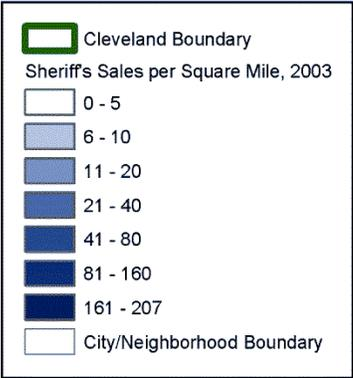 Cleveland Boundary
Sheriff's Sales per Square Mile, 2003
0 - 5
6 - 10
11 - 20
21 - 40
41 - 80
81 - 160
161 - 207
City/Neighborhood Boundary